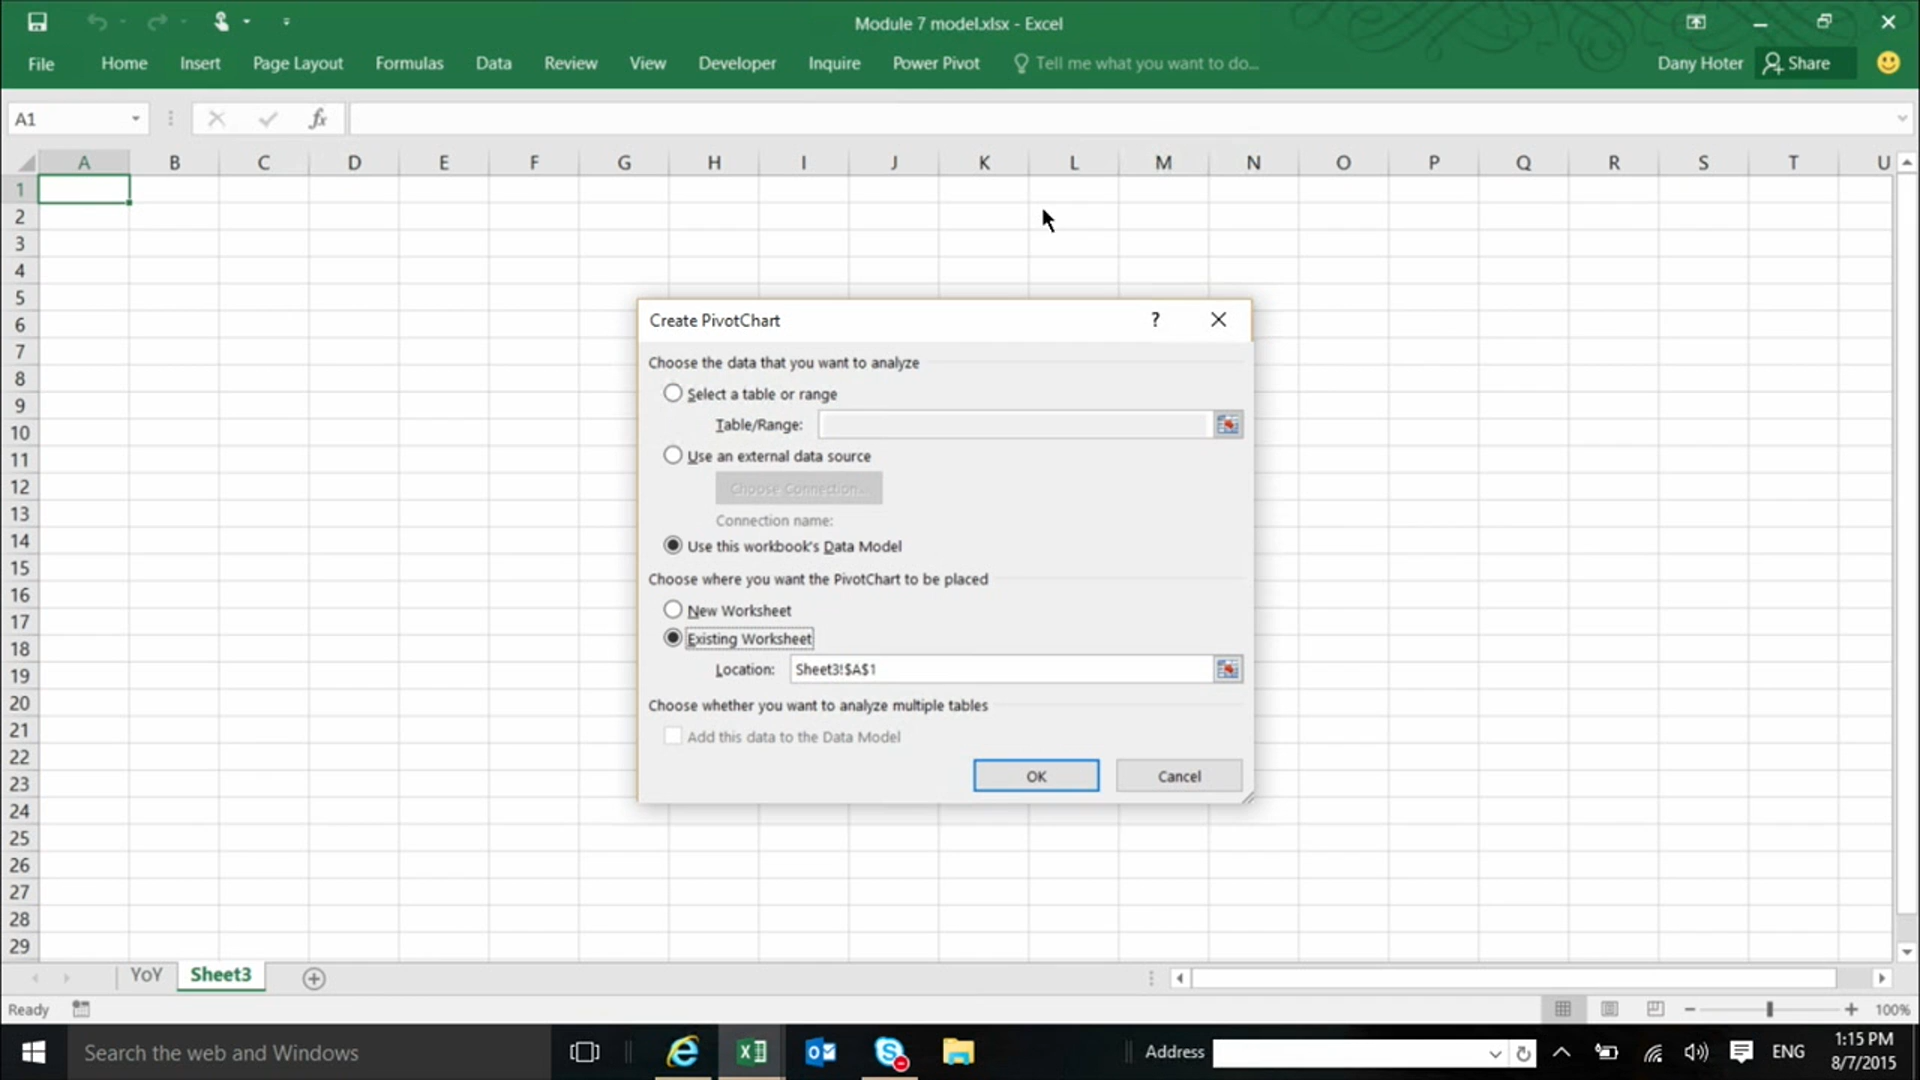 Module 7 model.xlsx - Excel
File Home Insert Page Layout Formulas Data Review View Developer Inquire Power Pivot Tell me what you want to do... Dany Hoter Share
A1 fx
A B C D E F G H I J K L M N O P Q R S T U
1
2
3
4
5
6
7
8
9
10
11
12
13
14
15
16
17
18
19
20
21
22
23
24
25
26
27
28
29
Create PivotChart ?
Choose the data that you want to analyze
Select a table or range
Table/Range:
Use an external data source
Choose Connection...
Connection name:
Use this workbook's Data Model
Choose where you want the PivotChart to be placed
New Worksheet
Existing Worksheet
Location: Sheet3!$A$1
Choose whether you want to analyze multiple tables
Add this data to the Data Model
OK Cancel
YoY Sheet3
Ready 100%
Search the web and Windows Address ENG 1:15 PM
8/7/2015